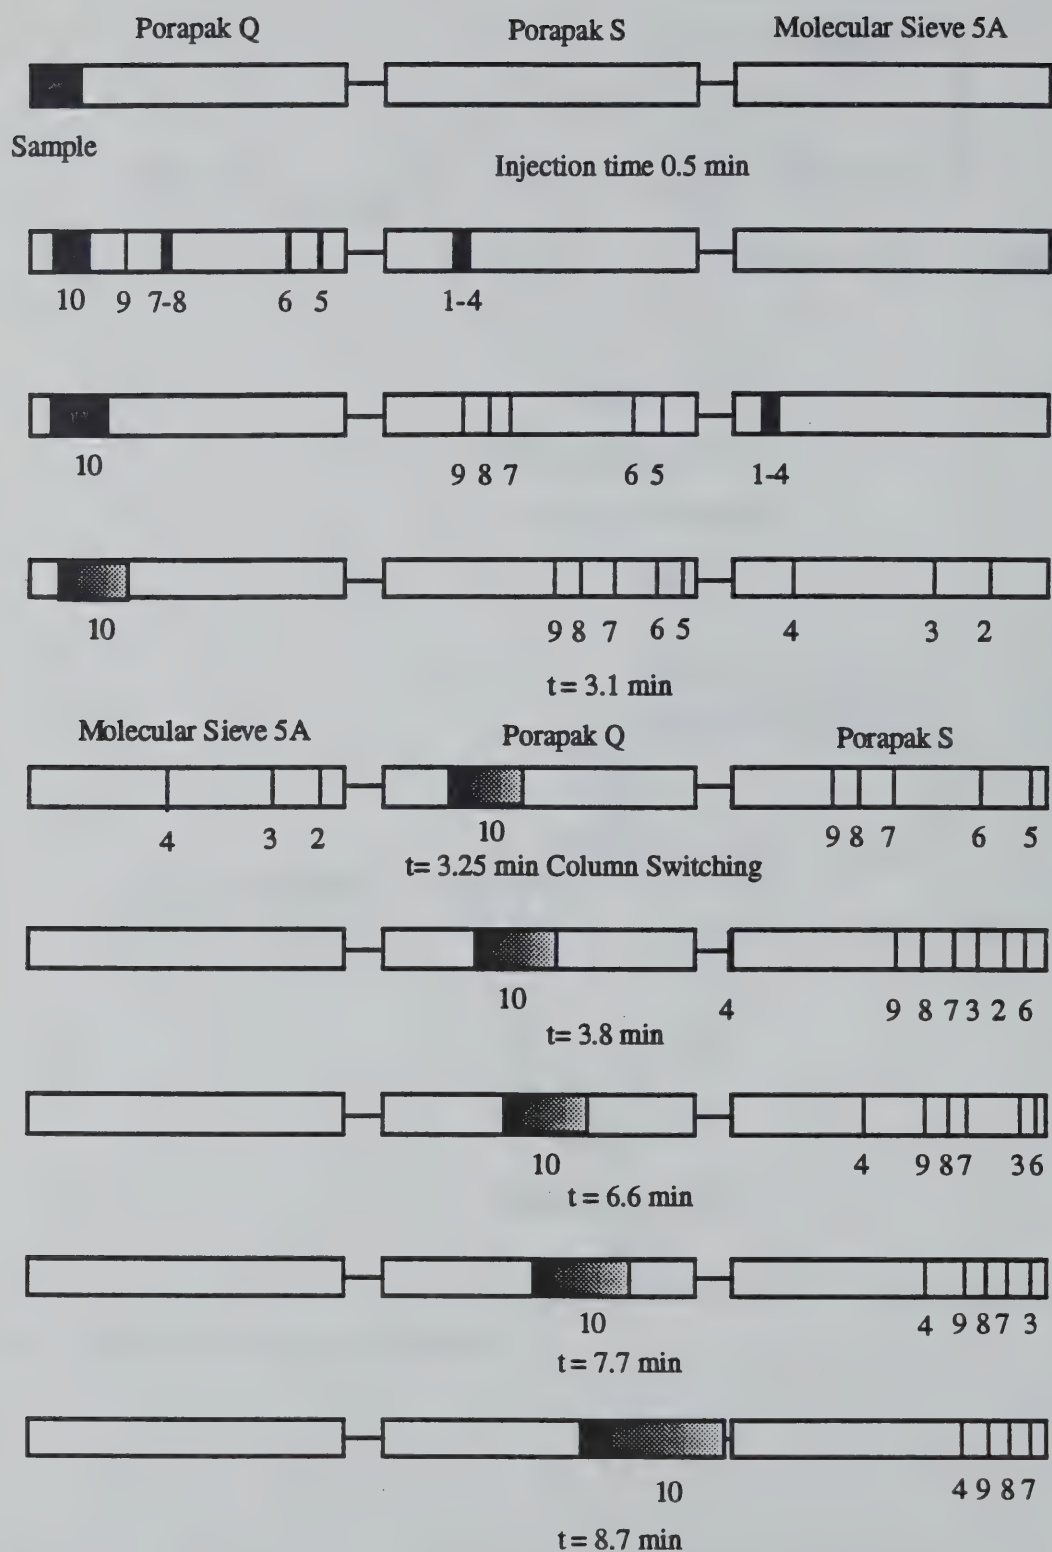 Porapak Q Porapak S Molecular Sieve 5A
Sample
Injection time 0.5 min
10 9 7-8 6 5 1-4
10 9 8 7 6 5 1-4
10 9 8 7 6 5 4 3 2
t= 3.1 min
Molecular Sieve 5A Porapak Q Porapak S
4 3 2 10 9 8 7 6 5
t= 3.25 min Column Switching
10 4 9 8 7 3 2 6
t= 3.8 min
10 4 9 8 7 3 6
t= 6.6 min
10 4 9 8 7 3
t= 7.7 min
10 4 9 8 7
t= 8.7 min